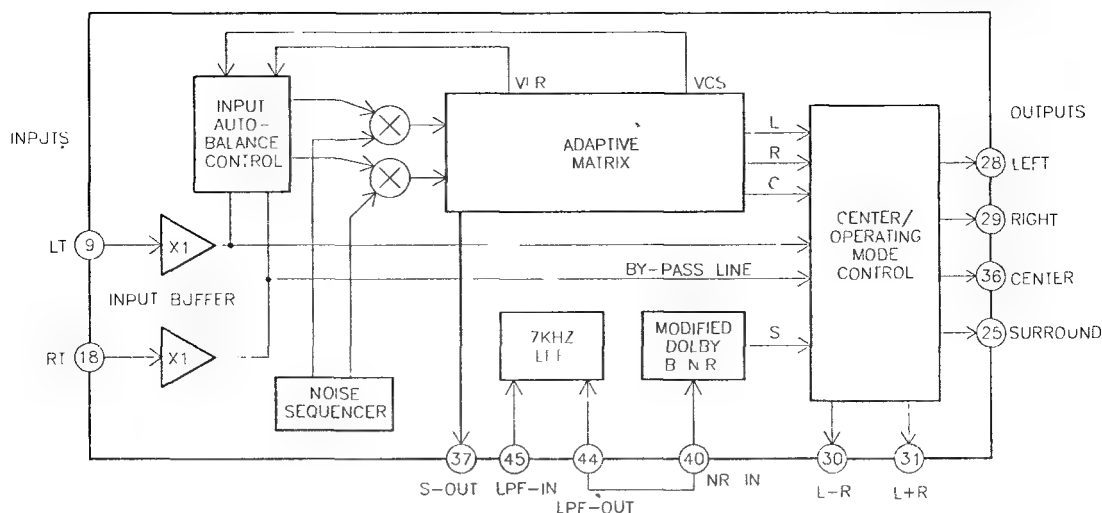 VLR
VCS
INPUTS
INPUT
AUTO-
BALANCE
CONTROL
ADAPTIVE
MATRIX
L
R
C
OUTPUTS
28 LEFT
29 RIGHT
36 CENTER
25 SURROUND
CENTER/
OPERATING
MODE
CONTROL
LT 9
X1
BY-PASS LINE
INPUT BUFFER
RT 18
X1
7KHZ
LPF
MODIFIED
DOLBY
B N R
S
NOISE
SEQUENCER
37
45
44
40
30
31
S-OUT
LPF-IN
LPF-OUT
NR IN
L-R
L+R